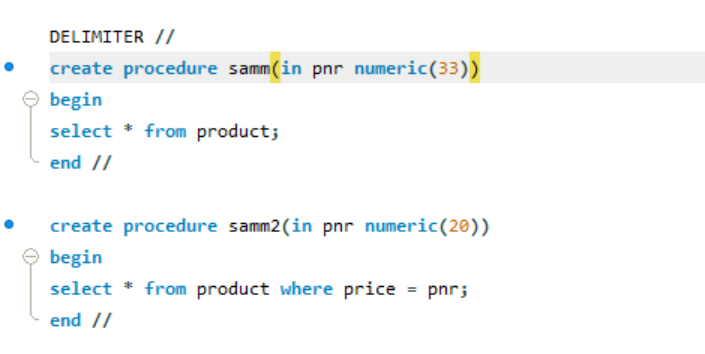 DELIMITER //
create procedure samm(in pnr numeric(33))
begin
select * from product;
end //
create procedure samm2(in pnr numeric(20))
begin
select * from product where price = pnr;
end //